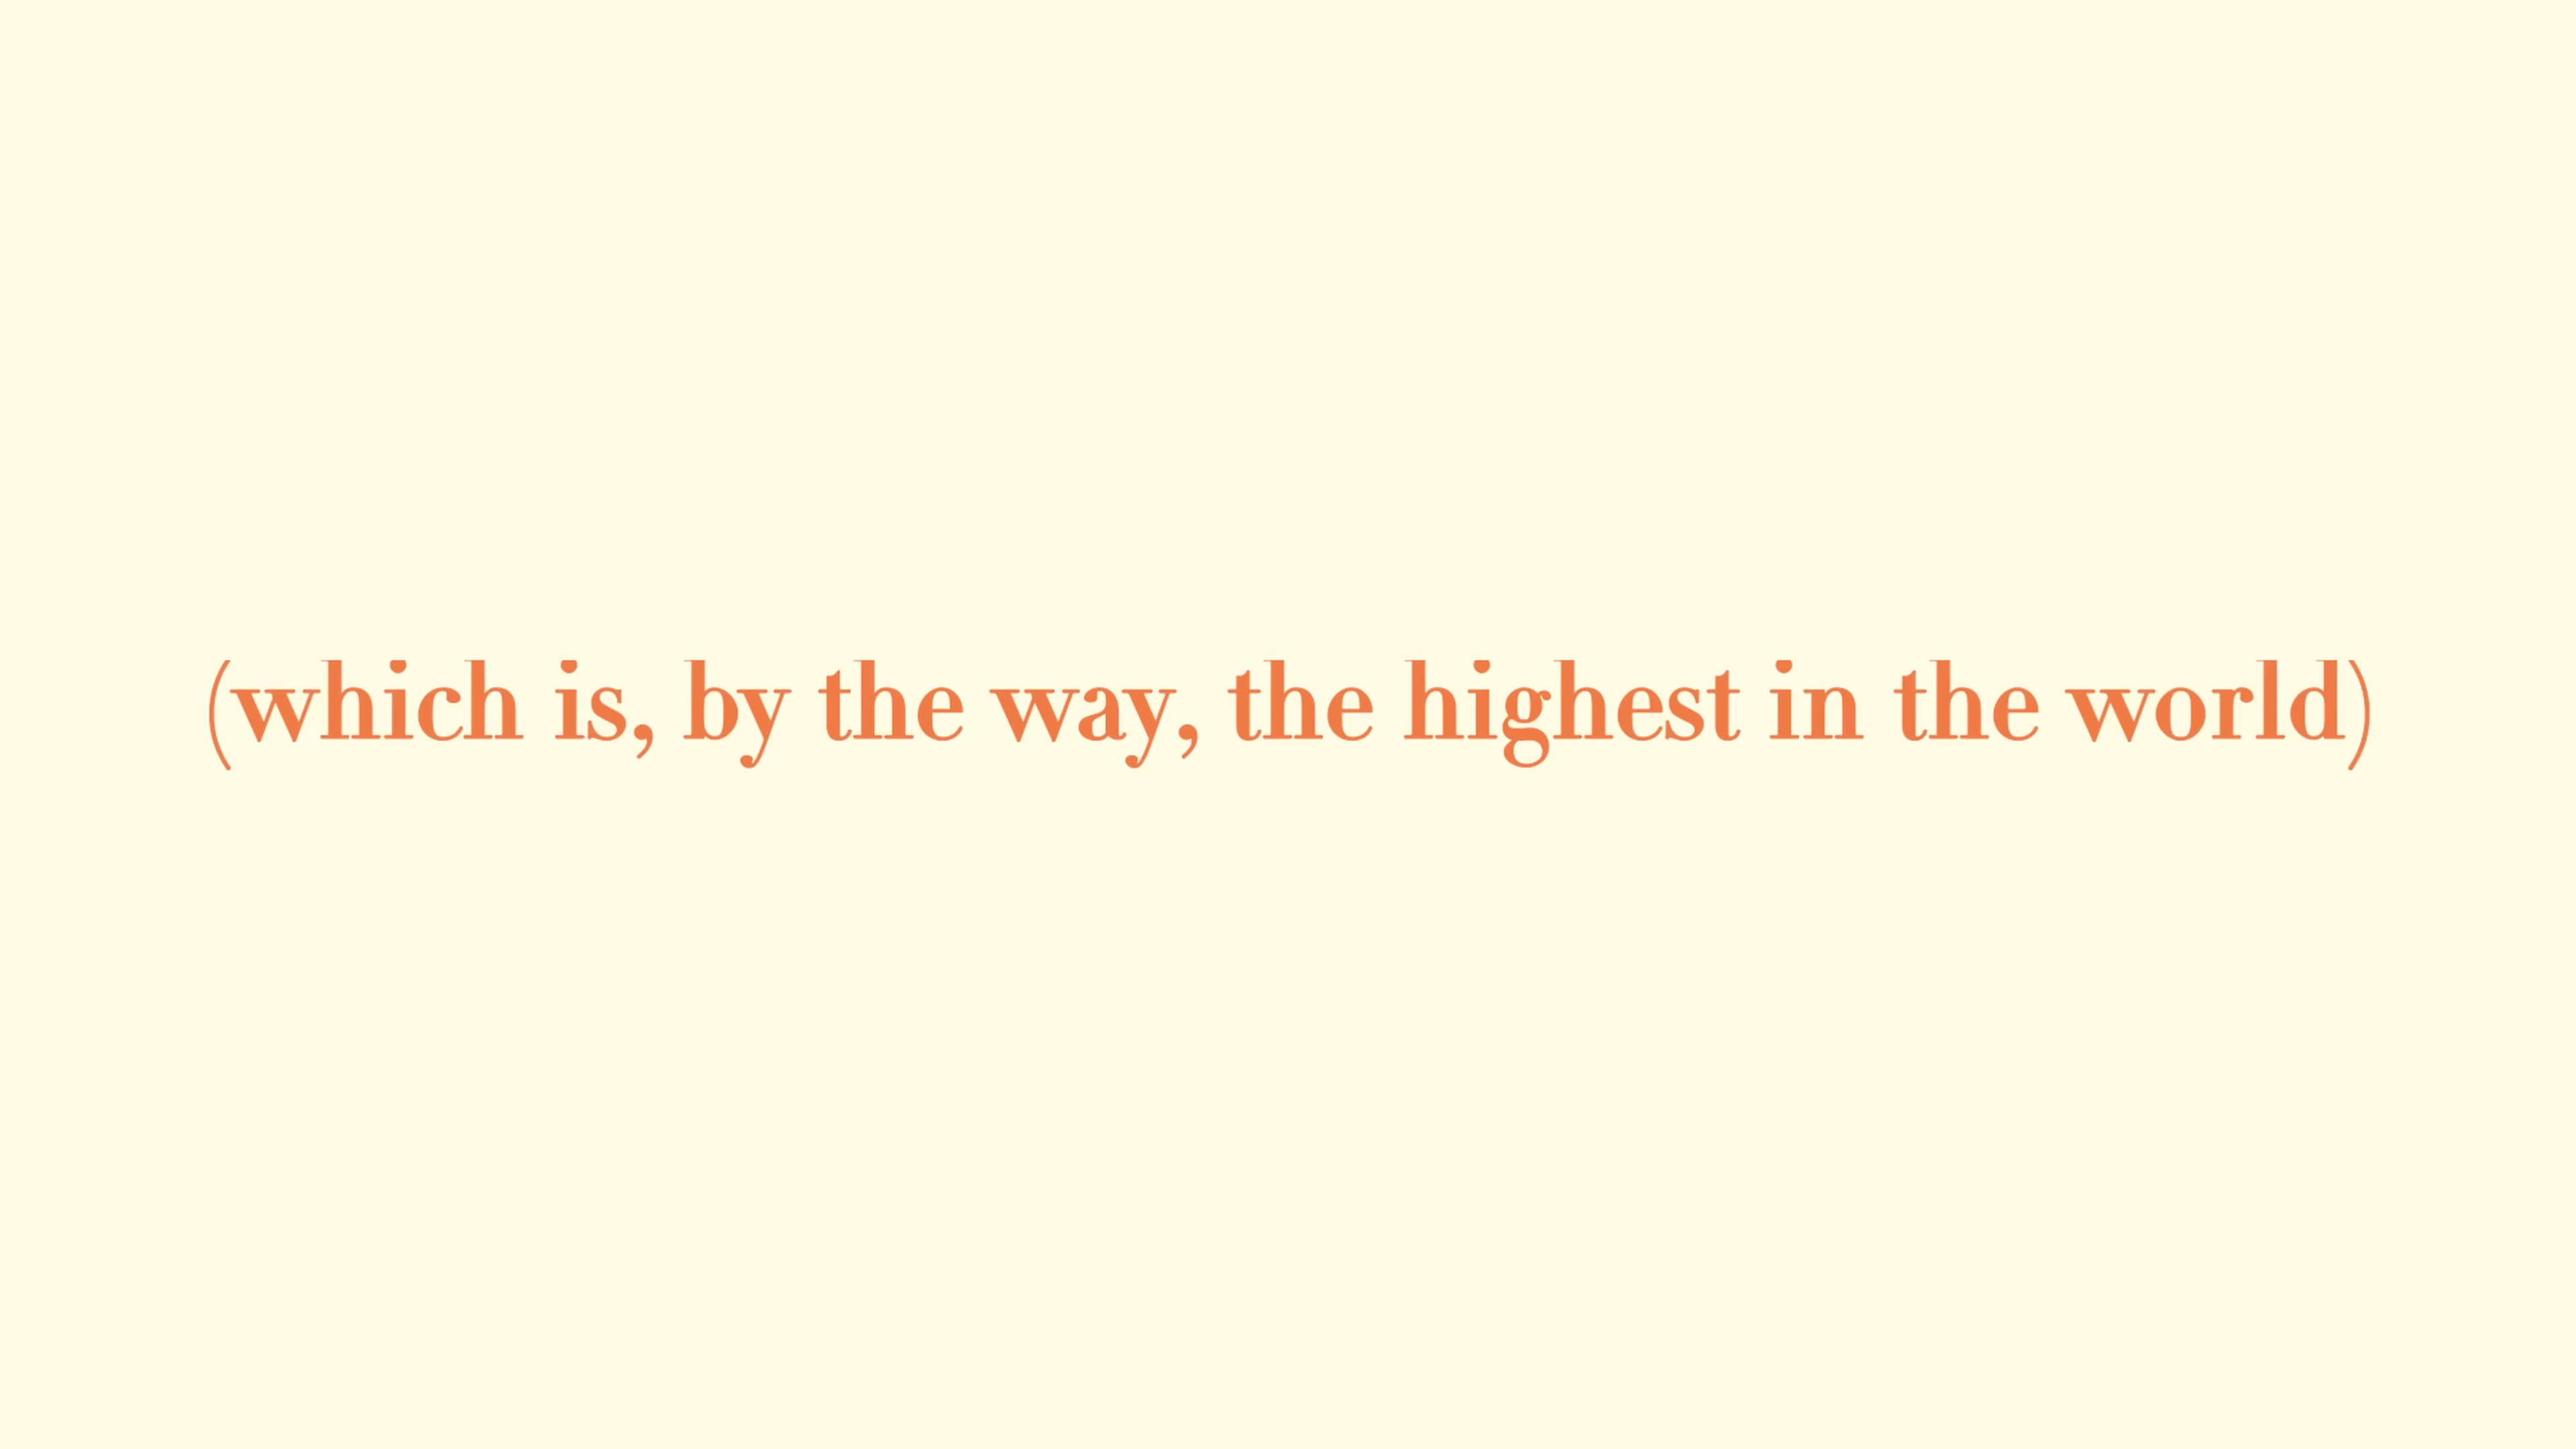 (which is, by the way, the highest in the world)